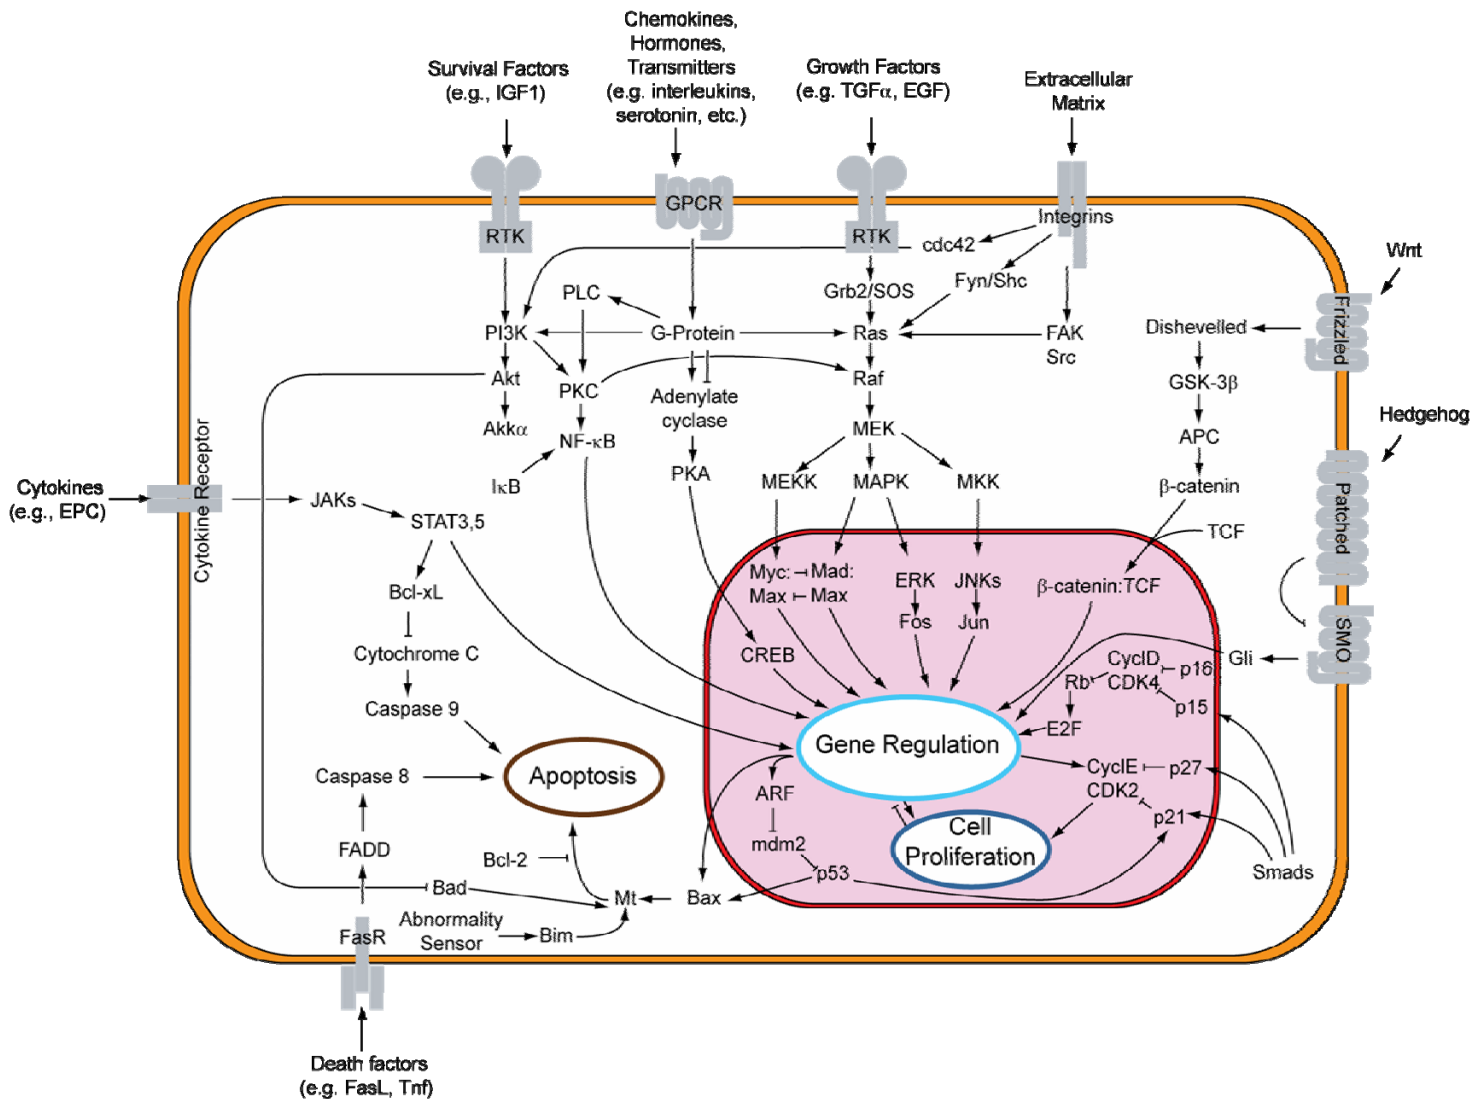 Chemokines,
Hormones,
Transmitters
(e.g. interleukins,
serotonin, etc.)
Survival Factors
(e.g., IGF1)
Growth Factors
(e.g. TGFα, EGF)
Extracellular
Matrix
GPCR
RTK
RTK
Integrins
cdc42
Wnt
Fyn/Shc
PLC
Grb2/SOS
Frizzled
PI3K
G-Protein
Ras
FAK
Src
Dishevelled
Akt
PKC
Adenylate
cyclase
Raf
GSK-3β
Hedgehog
Akkα
NF-κB
MEK
APC
IκB
PKA
MEKK
MAPK
MKK
β-catenin
Cytokines
(e.g., EPC)
Cytokine Receptor
JAKs
STAT3,5
TCF
Patched
Bcl-xL
Myc:
Mad:
Max
Max
ERK
JNKs
β-catenin:TCF
Fos
Jun
Cytochrome C
CREB
CyclD
CDK4
p16
Rb
p15
Gli
SMO
Caspase 9
E2F
Gene Regulation
Caspase 8
Apoptosis
CyclE
CDK2
p27
p21
ARF
mdm2
Cell
Proliferation
FADD
Bcl-2
p53
Smads
Bad
Mt
Bax
Abnormality
Sensor
Bim
FasR
Death factors
(e.g. FasL, Tnf)